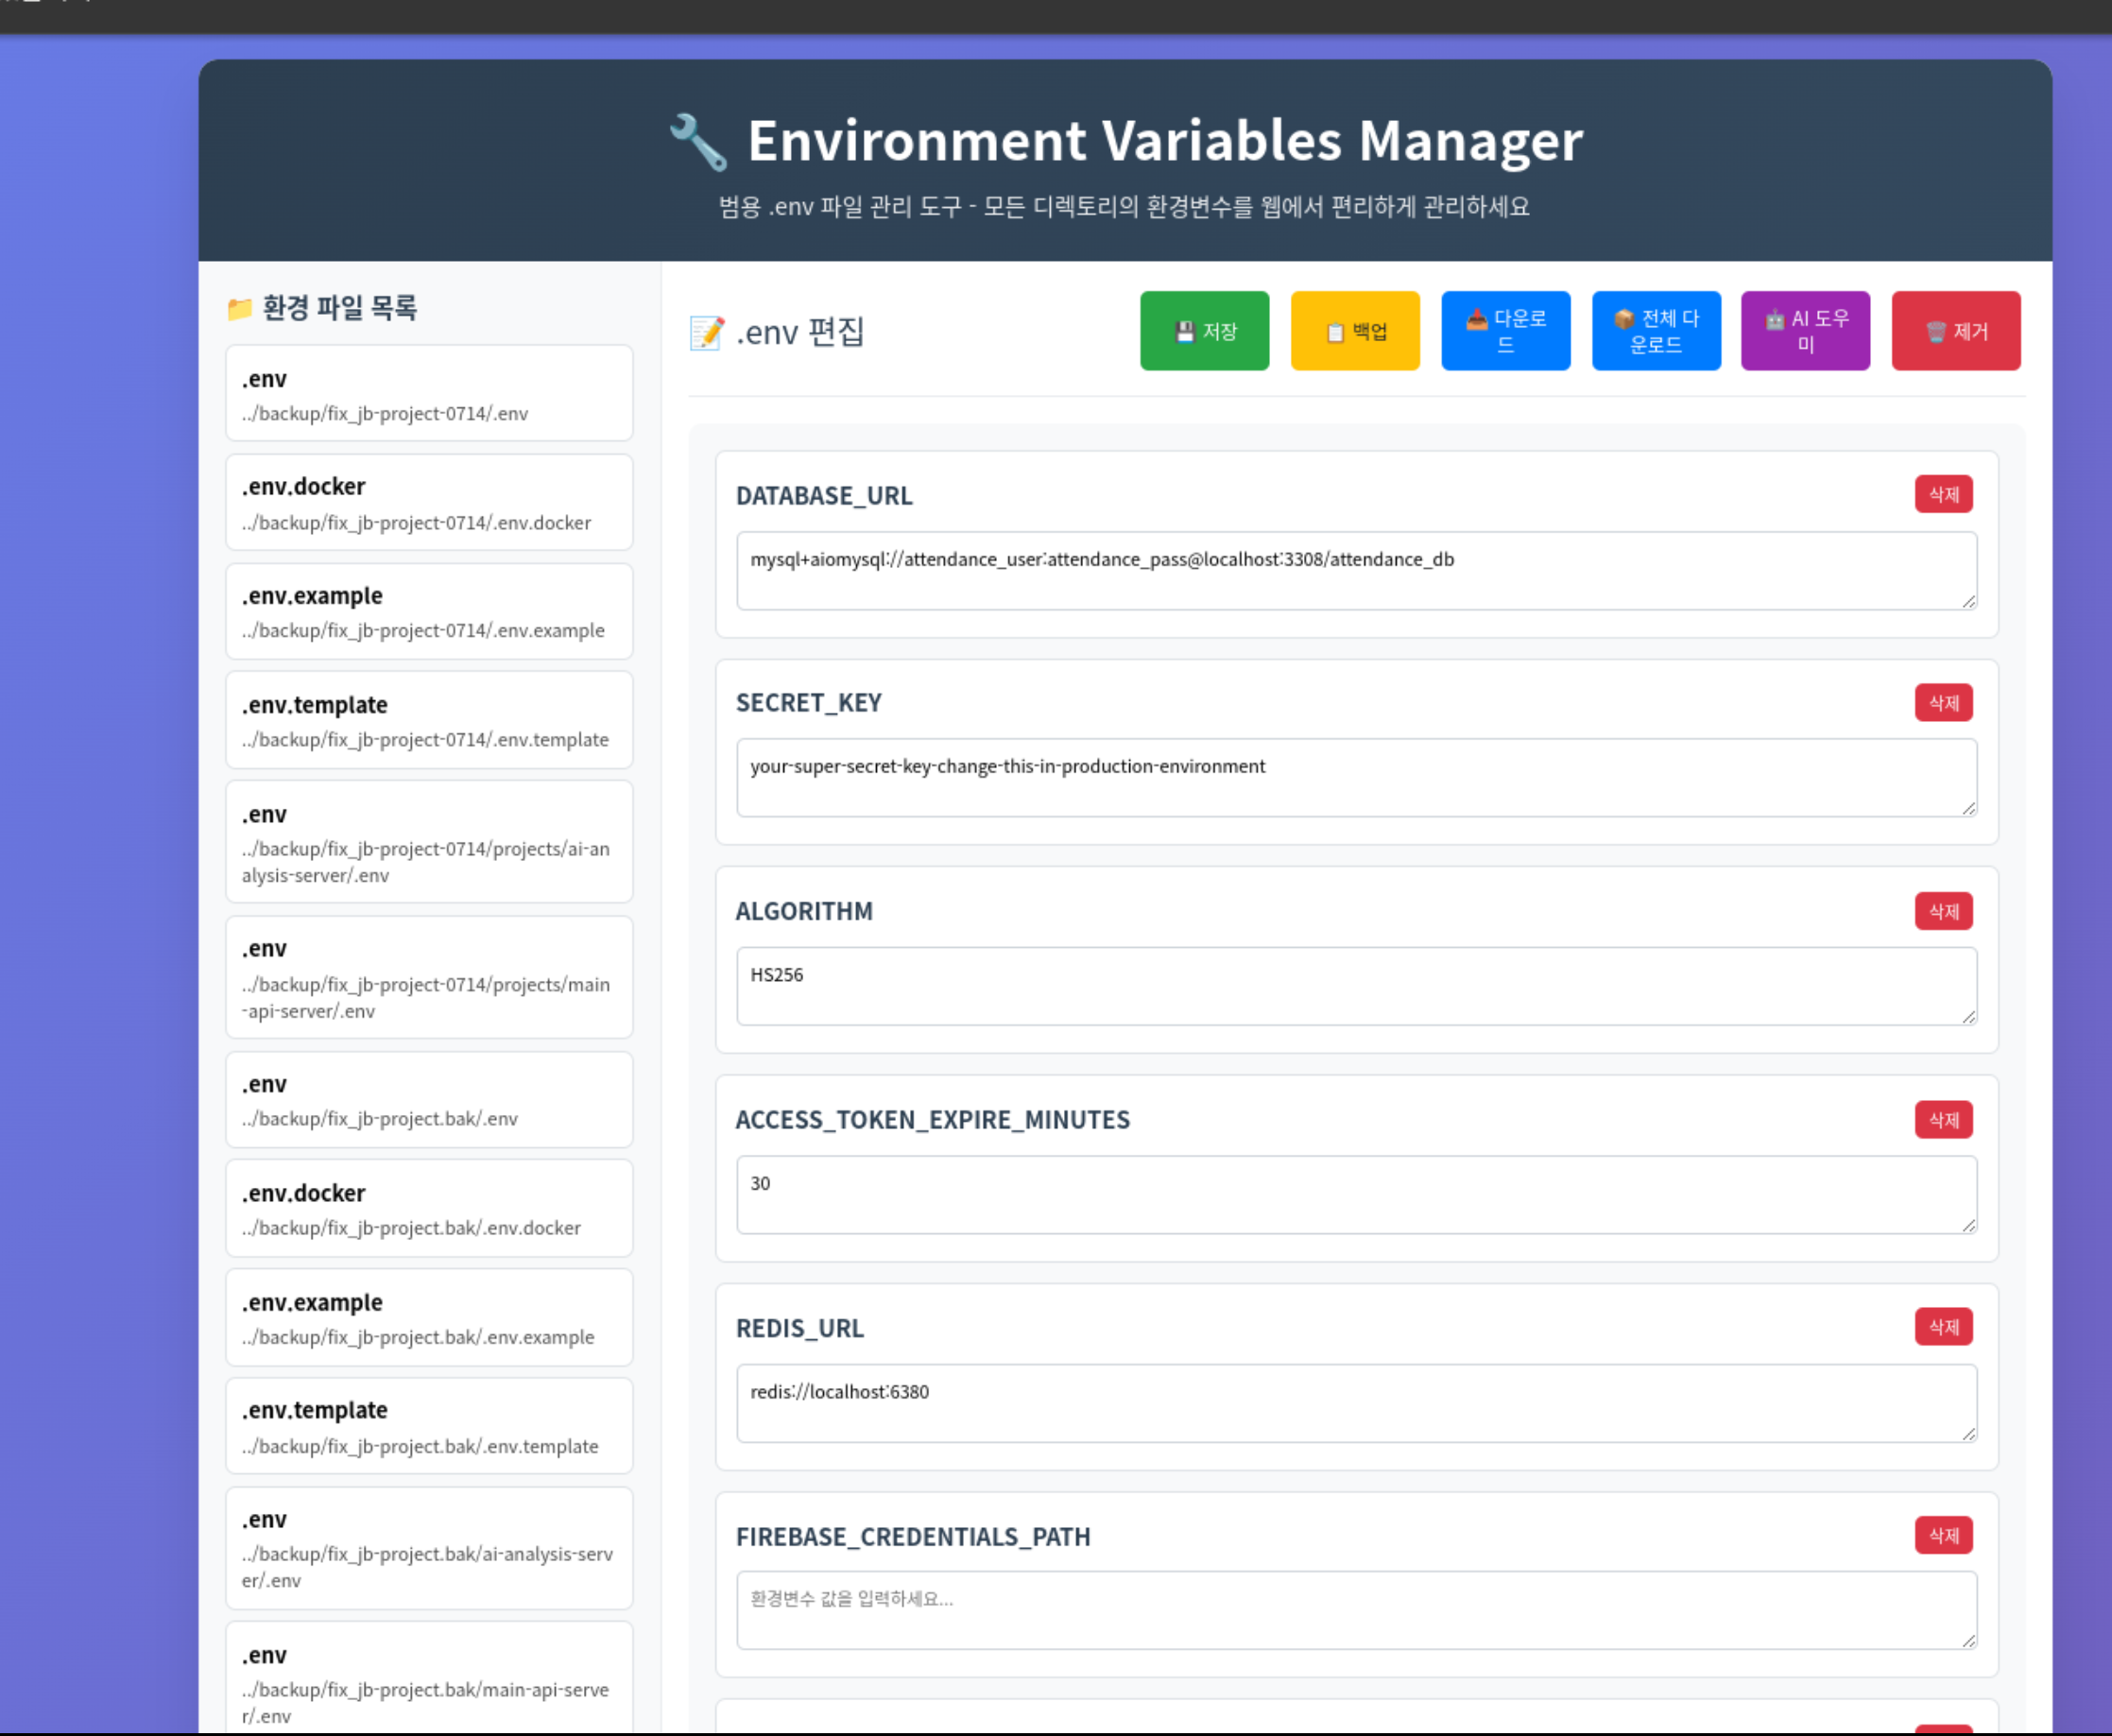 🔧 Environment Variables Manager
범용 .env 파일 관리 도구 - 모든 디렉토리의 환경변수를 웹에서 편리하게 관리하세요
📁 환경 파일 목록
.env
../backup/fix_jb-project-0714/.env
.env.docker
../backup/fix_jb-project-0714/.env.docker
.env.example
../backup/fix_jb-project-0714/.env.example
.env.template
../backup/fix_jb-project-0714/.env.template
.env
../backup/fix_jb-project-0714/projects/ai-an
alysis-server/.env
.env
../backup/fix_jb-project-0714/projects/main
-api-server/.env
.env
../backup/fix_jb-project.bak/.env
.env.docker
../backup/fix_jb-project.bak/.env.docker
.env.example
../backup/fix_jb-project.bak/.env.example
.env.template
../backup/fix_jb-project.bak/.env.template
.env
../backup/fix_jb-project.bak/ai-analysis-serv
er/.env
.env
../backup/fix_jb-project.bak/main-api-serve
r/.env
📝 .env 편집
💾 저장
📋 백업
📥 다운로
드
📦 전체 다
운로드
🤖 AI 도우
미
🗑️ 제거
DATABASE_URL
삭제
mysql+aiomysql://attendance_user:attendance_pass@localhost:3308/attendance_db
SECRET_KEY
삭제
your-super-secret-key-change-this-in-production-environment
ALGORITHM
삭제
HS256
ACCESS_TOKEN_EXPIRE_MINUTES
삭제
30
REDIS_URL
삭제
redis://localhost:6380
FIREBASE_CREDENTIALS_PATH
삭제
환경변수 값을 입력하세요...